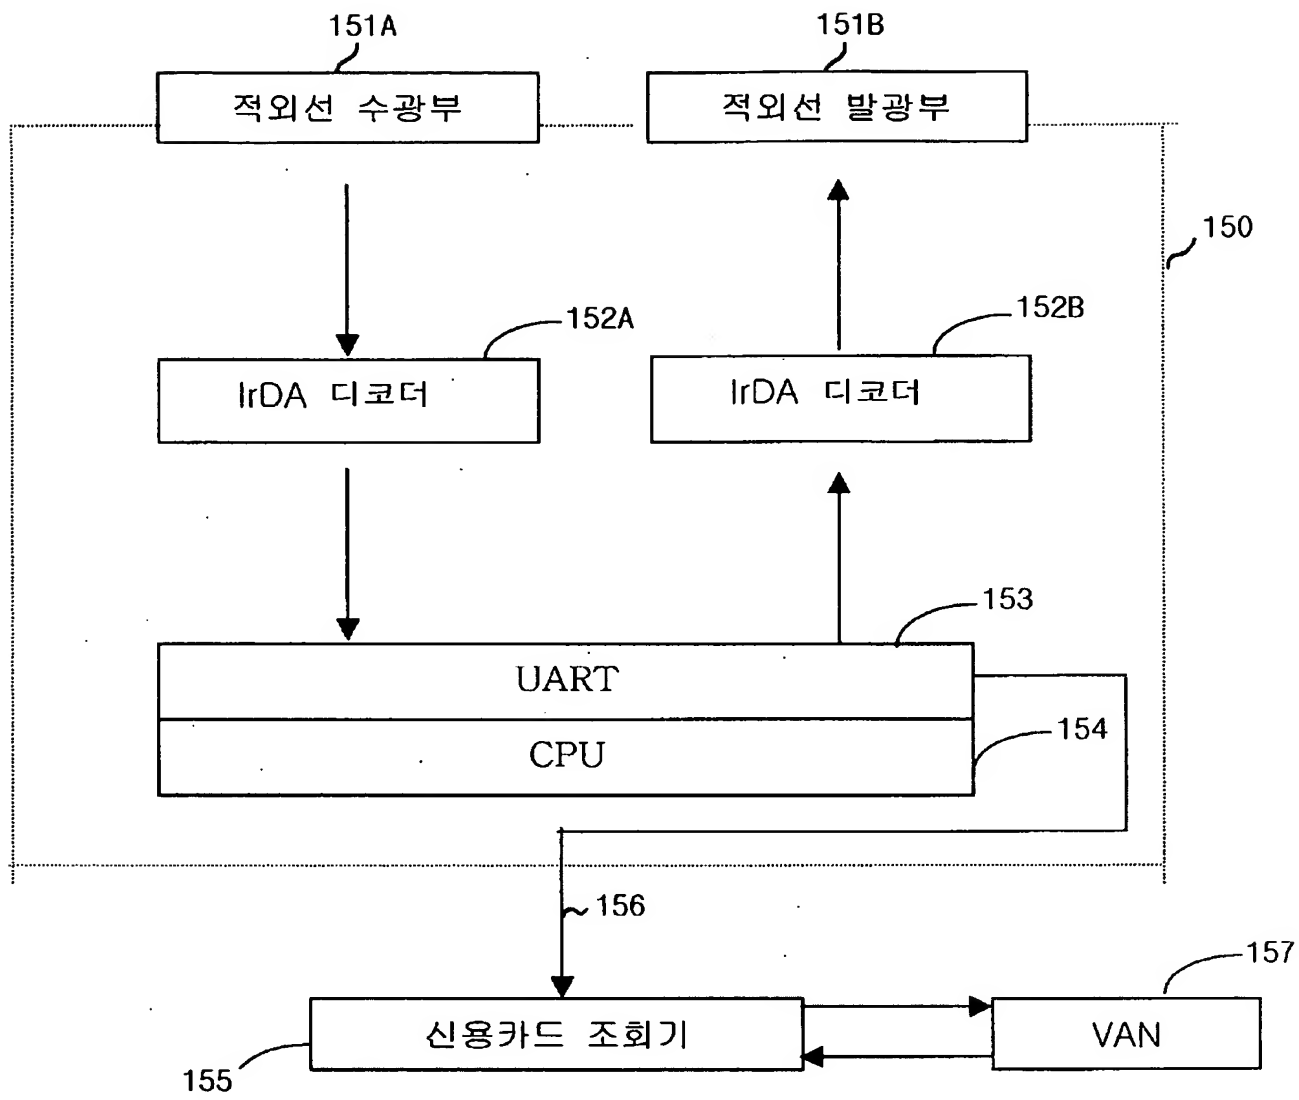 151A
151B
적외선 수광부
적외선 발광부
150
152A
152B
IrDA 디코더
IrDA 디코더
153
UART
154
CPU
156
157
신용카드 조회기
VAN
155